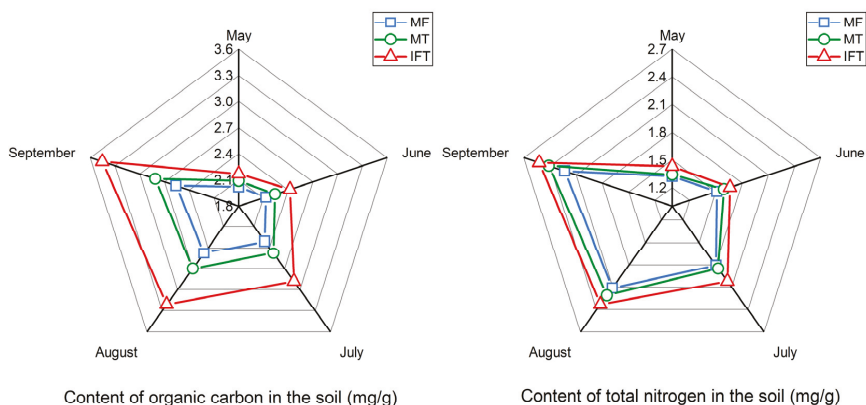 May
MF
MT
IFT
3.6
3.3
3.0
2.7
2.4
2.1
1.8
September
June
August
July
Content of organic carbon in the soil (mg/g)
May
MF
MT
IFT
2.7
2.4
2.1
1.8
1.5
1.2
September
June
August
July
Content of total nitrogen in the soil (mg/g)